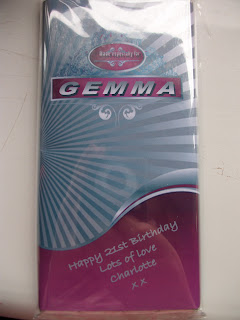 GEMMA
Happy 21st Birthday
Lots of love
Charlotte
x x